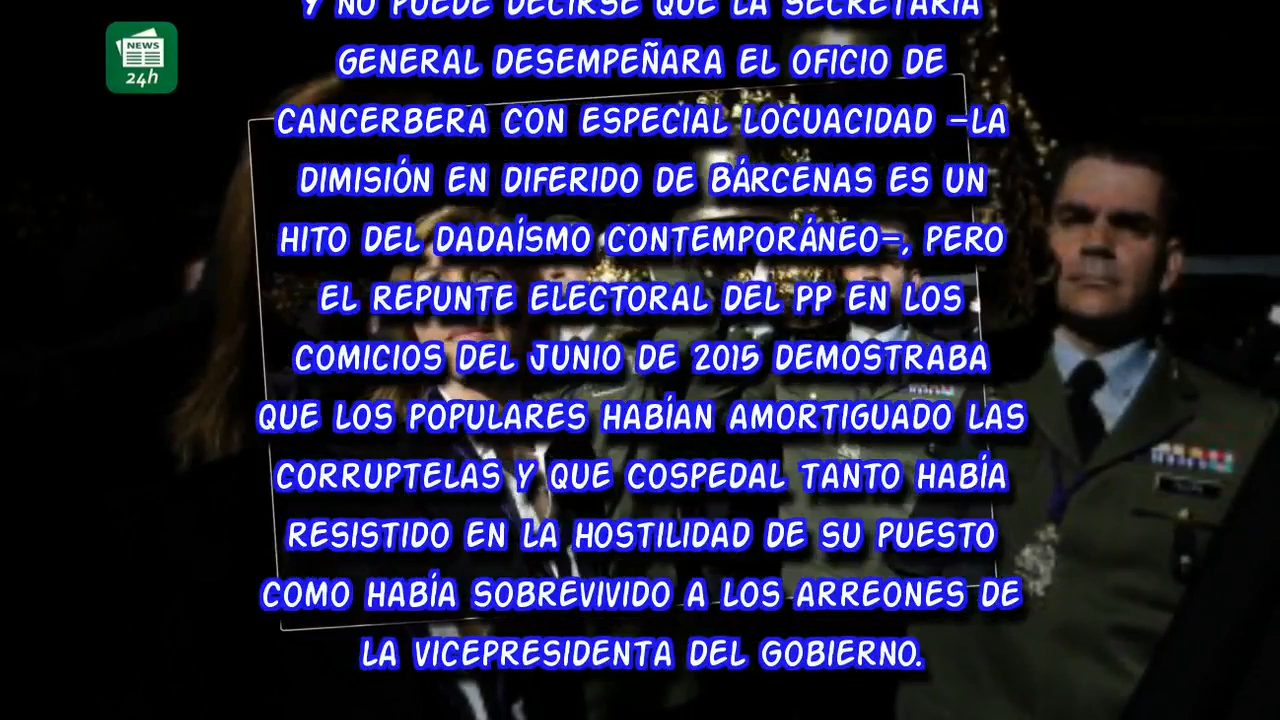 NEWS
24h
Y NO PUEDE DECIRSE QUE LA SECRETARIA
GENERAL DESEMPEÑARA EL OFICIO DE
CANCERBERA CON ESPECIAL LOCUACIDAD –LA
DIMISIÓN EN DIFERIDO DE BÁRCENAS ES UN
HITO DEL DADAÍSMO CONTEMPORÁNEO–, PERO
EL REPUNTE ELECTORAL DEL PP EN LOS
COMICIOS DEL JUNIO DE 2015 DEMOSTRABA
QUE LOS POPULARES HABÍAN AMORTIGUADO LAS
CORRUPTELAS Y QUE COSPEDAL TANTO HABÍA
RESISTIDO EN LA HOSTILIDAD DE SU PUESTO
COMO HABÍA SOBREVIVIDO A LOS ARREONES DE
LA VICEPRESIDENTA DEL GOBIERNO.